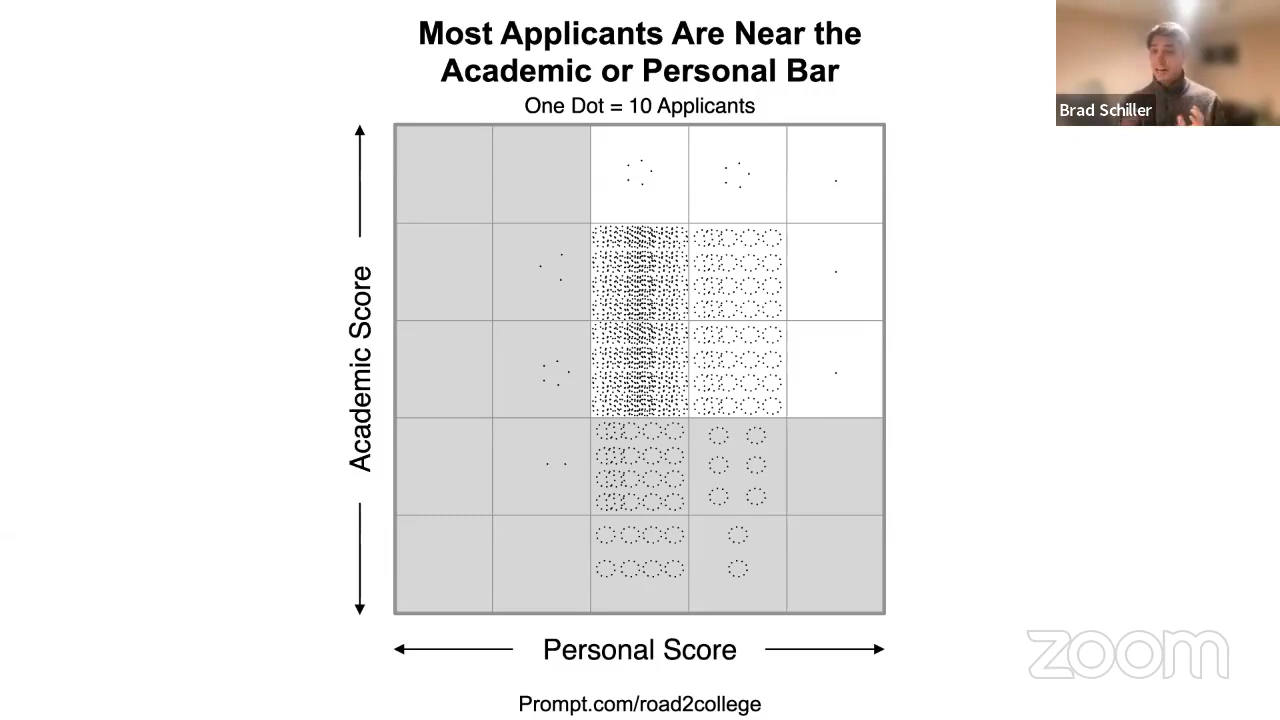 Most Applicants Are Near the
Academic or Personal Bar
One Dot = 10 Applicants
Brad Schiller
Academic Score
Personal Score
Prompt.com/road2college
zoom